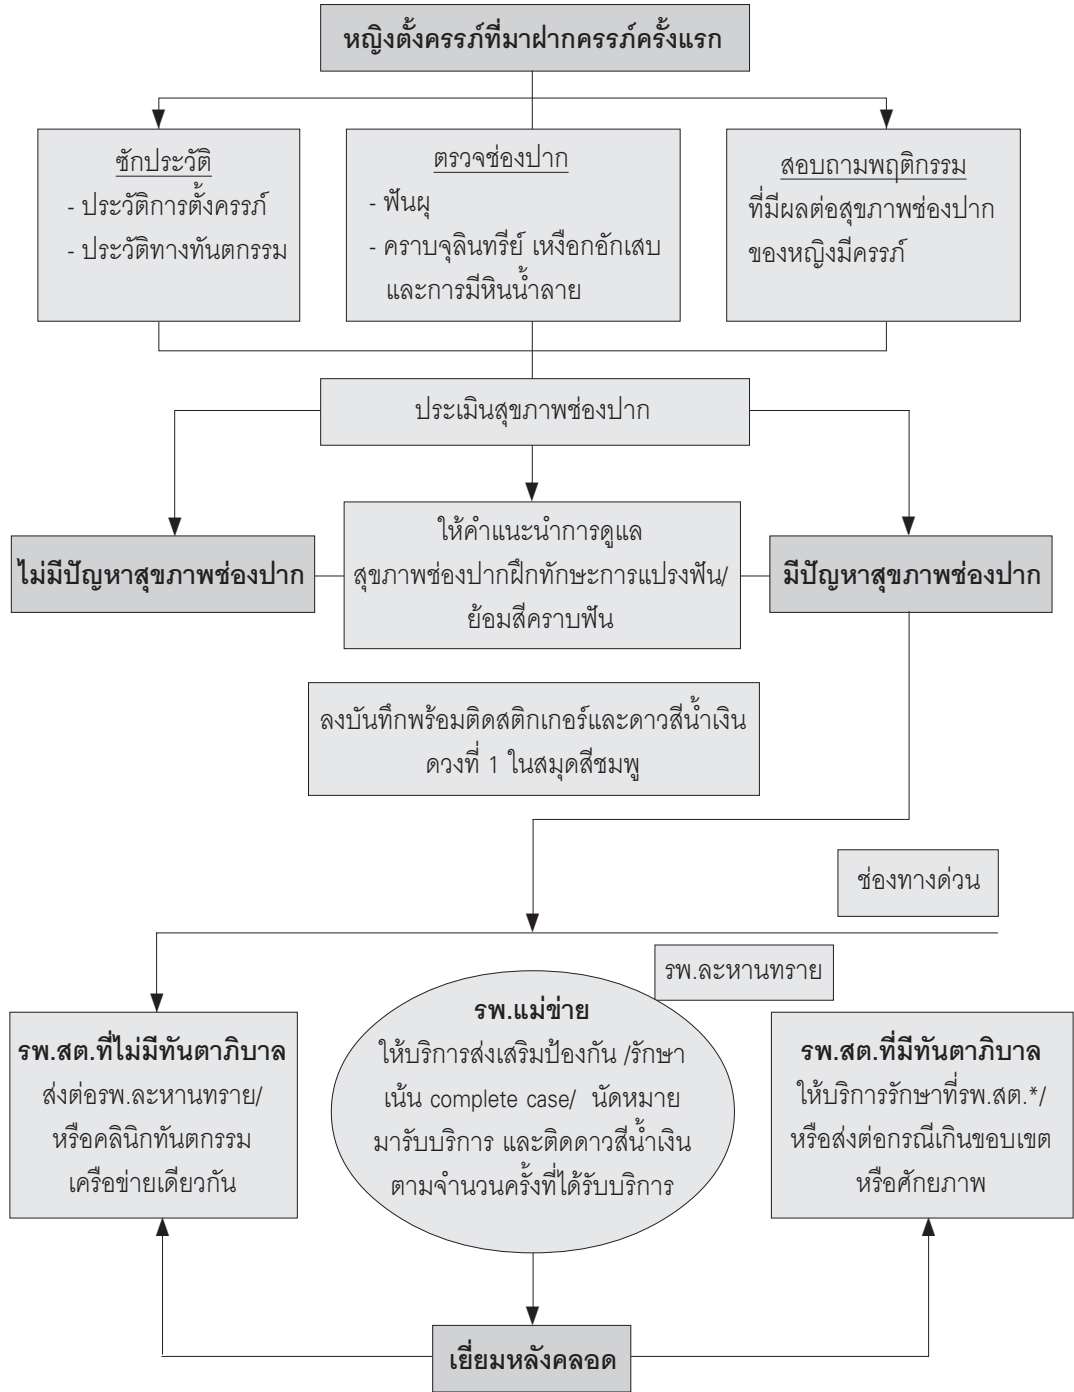 หญิงตั้งครรภ์ที่มาฝากครรภ์ครั้งแรก
ซักประวัติ
- ประวัติการตั้งครรภ์
- ประวัติทางทันตกรรม
ตรวจช่องปาก
- ฟันผุ
- คราบจุลินทรีย์ เหงือกอักเสบ
และการมีหินน้ำลาย
สอบถามพฤติกรรม
ที่มีผลต่อสุขภาพช่องปาก
ของหญิงมีครรภ์
ประเมินสุขภาพช่องปาก
ไม่มีปัญหาสุขภาพช่องปาก
ให้คำแนะนำการดูแล
สุขภาพช่องปากฝึกทักษะการแปรงฟัน/
ย้อมสีคราบฟัน
มีปัญหาสุขภาพช่องปาก
ลงบันทึกพร้อมติดสติกเกอร์และดาวสีน้ำเงิน
ดวงที่ 1 ในสมุดสีชมพู
ช่องทางด่วน
รพ.ละหานทราย
รพ.สต.ที่ไม่มีทันตาภิบาล
ส่งต่อรพ.ละหานทราย/
หรือคลินิกทันตกรรม
เครือข่ายเดียวกัน
รพ.แม่ข่าย
ให้บริการส่งเสริมป้องกัน /รักษา
เน้น complete case/ นัดหมาย
มารับบริการ และติดดาวสีน้ำเงิน
ตามจำนวนครั้งที่ได้รับบริการ
รพ.สต.ที่มีทันตาภิบาล
ให้บริการรักษาที่รพ.สต.*/
หรือส่งต่อกรณีเกินขอบเขต
หรือศักยภาพ
เยี่ยมหลังคลอด